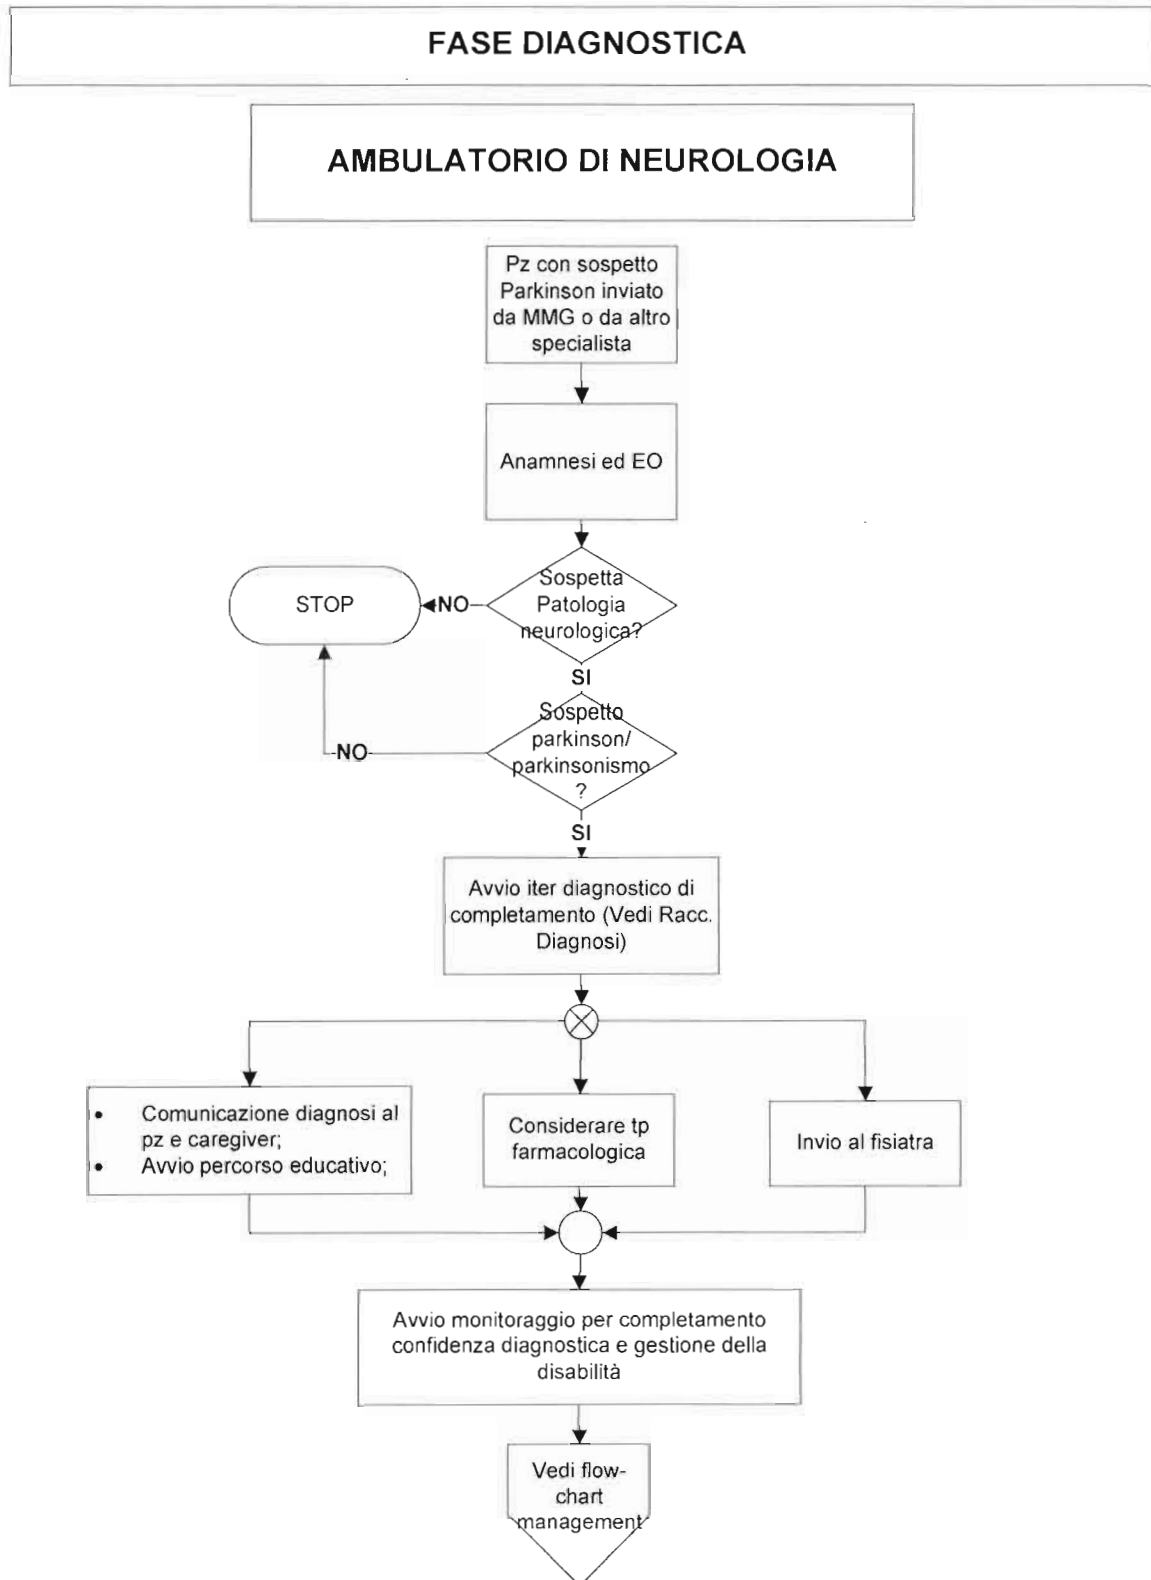 FASE DIAGNOSTICA
AMBULATORIO DI NEUROLOGIA
Pz con sospetto
Parkinson inviato
da MMG o da altro
specialista
Anamnesi ed EO
Sospetta
Patologia
neurologica?
NO
STOP
SI
Sospetto
parkinson/
parkinsonismo
?
NO
SI
Avvio iter diagnostico di
completamento (Vedi Racc.
Diagnosi)
• Comunicazione diagnosi al
pz e caregiver;
• Avvio percorso educativo;
Considerare tp
farmacologica
Invio al fisiatra
Avvio monitoraggio per completamento
confidenza diagnostica e gestione della
disabilità
Vedi flow-
chart
management